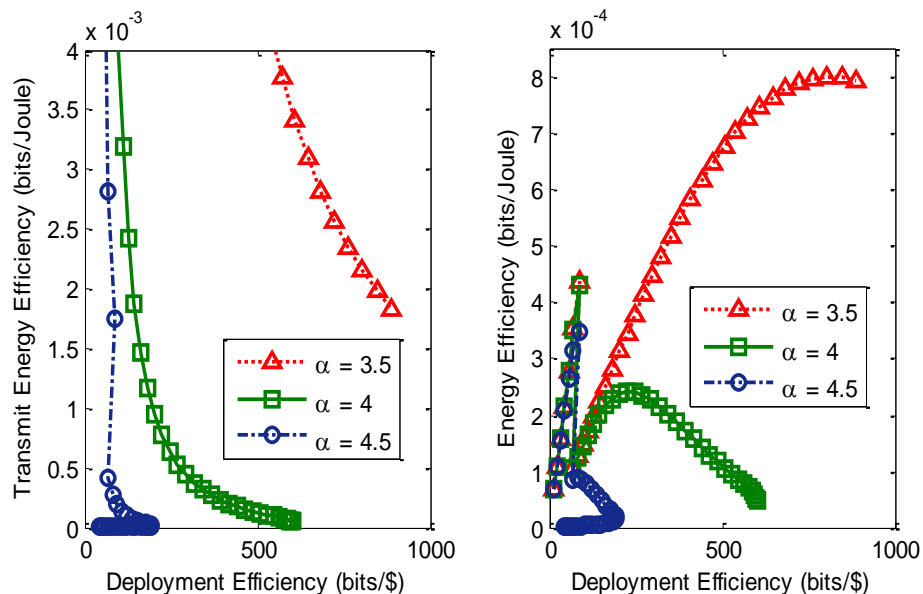 x 10⁻³
4
3.5
3
2.5
2
1.5
1
0.5
0
0 500 1000
Transmit Energy Efficiency (bits/Joule)
Deployment Efficiency (bits/$)
α = 3.5
α = 4
α = 4.5
x 10⁻⁴
8
7
6
5
4
3
2
1
0
0 500 1000
Energy Efficiency (bits/Joule)
Deployment Efficiency (bits/$)
α = 3.5
α = 4
α = 4.5